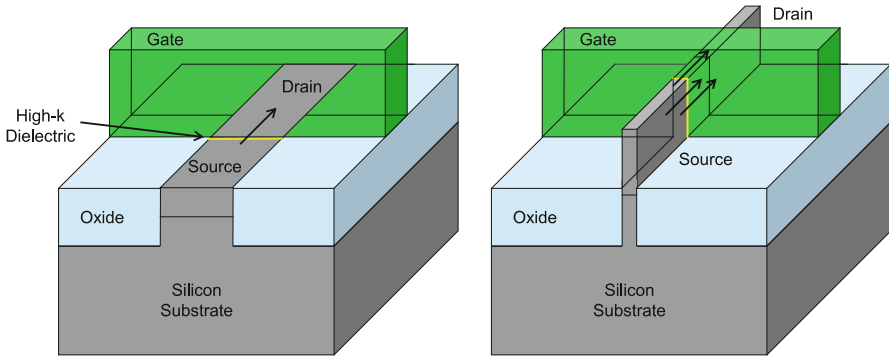 Gate
Drain
High-k
Dielectric
Source
Oxide
Silicon
Substrate
Drain
Gate
Source
Oxide
Silicon
Substrate